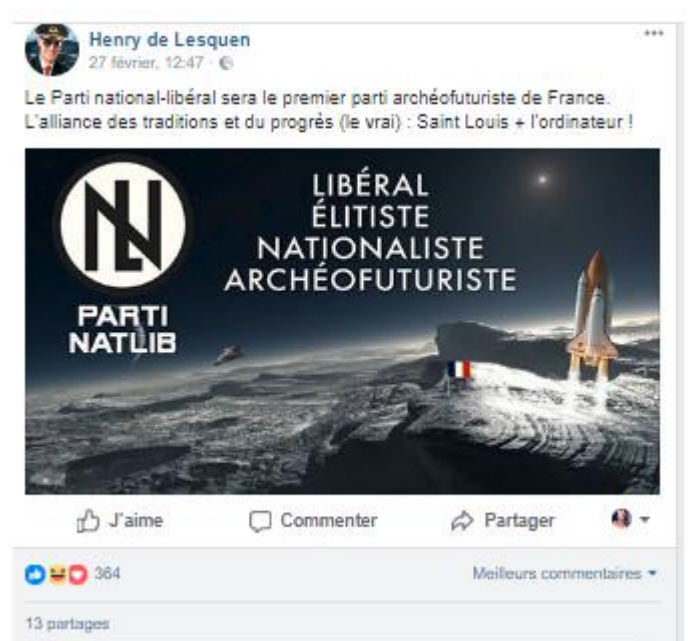 Henry de Lesquen
27 février, 12:47
Le Parti national-libéral sera le premier parti archéofuturiste de France.
L'alliance des traditions et du progrès (le vrai) : Saint Louis + l'ordinateur !
LIBÉRAL
ÉLITISTE
NATIONALISTE
ARCHÉOFUTURISTE
NL
PARTI
NATLIB
J'aime Commenter Partager
364 Meilleurs commentaires
13 partages